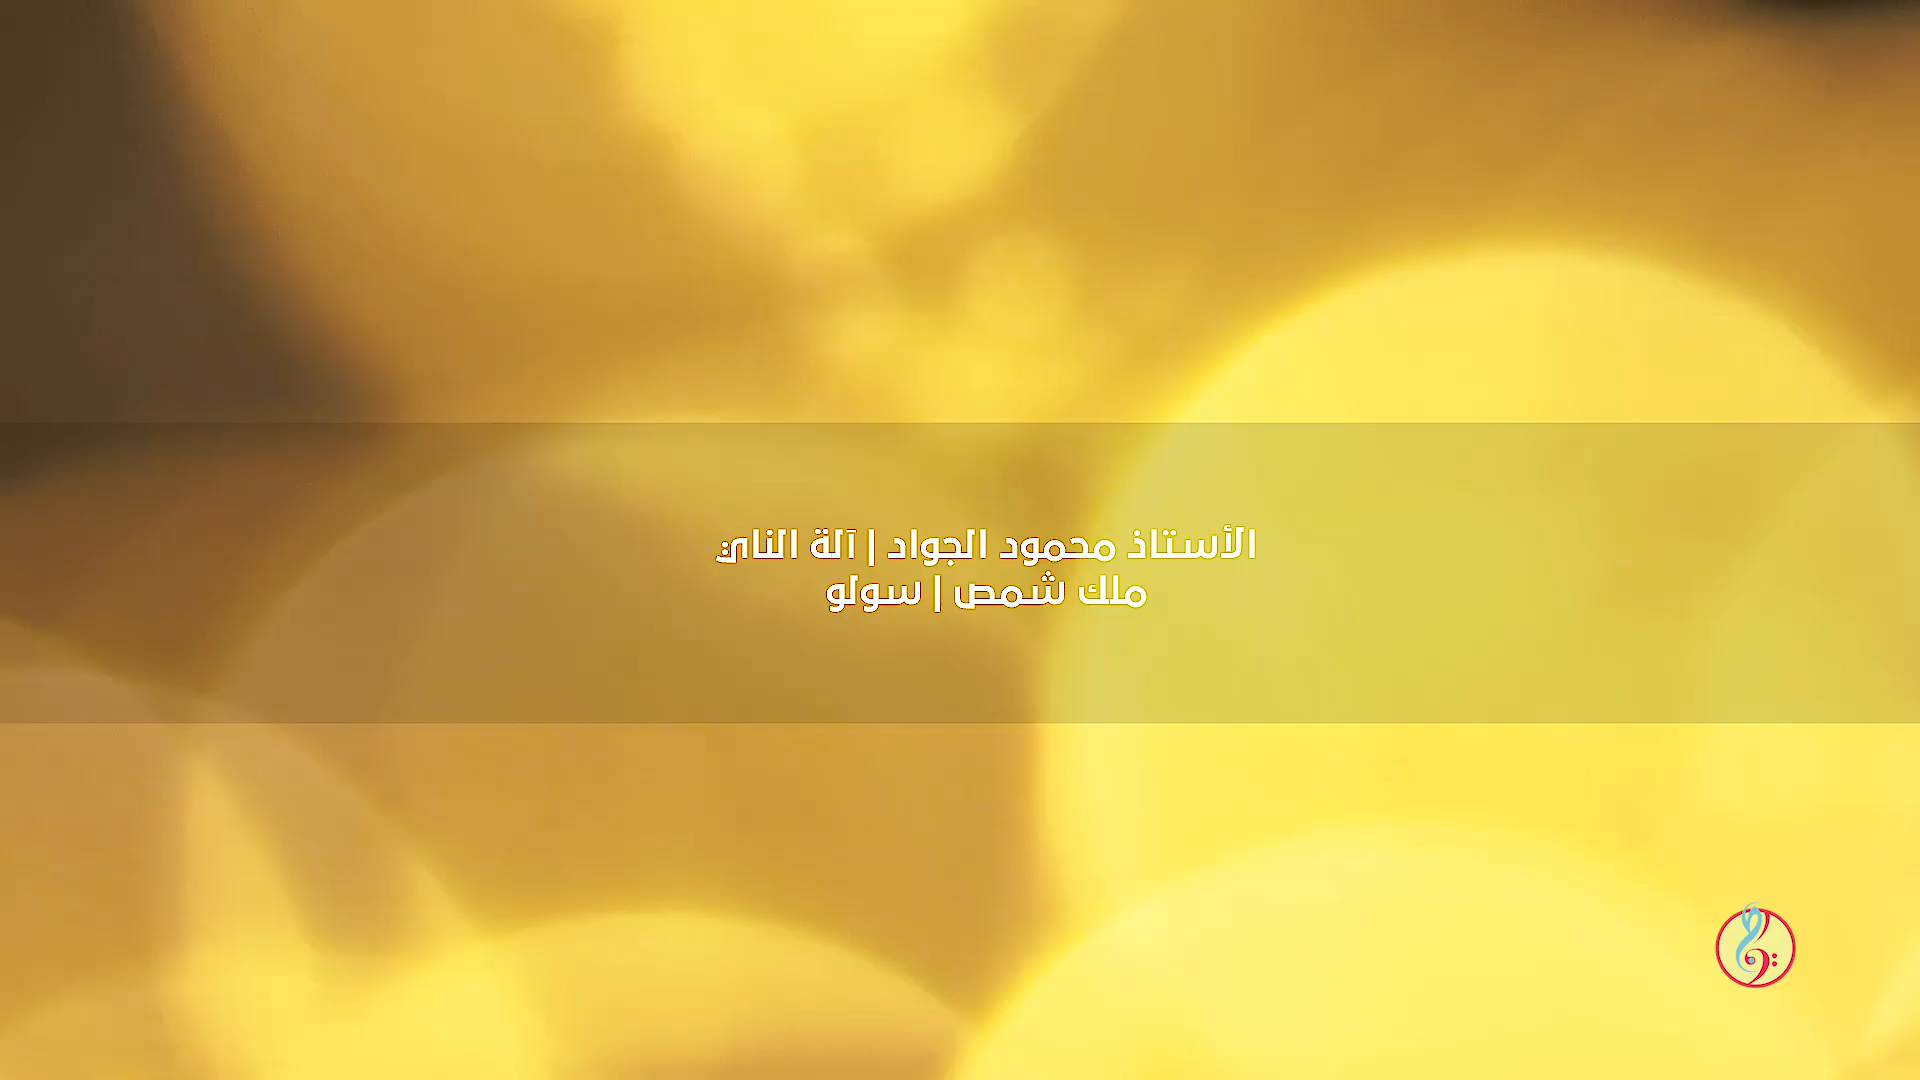 الأستاذ محمود الجواد | آلة الناي
ملك شمص | سولو